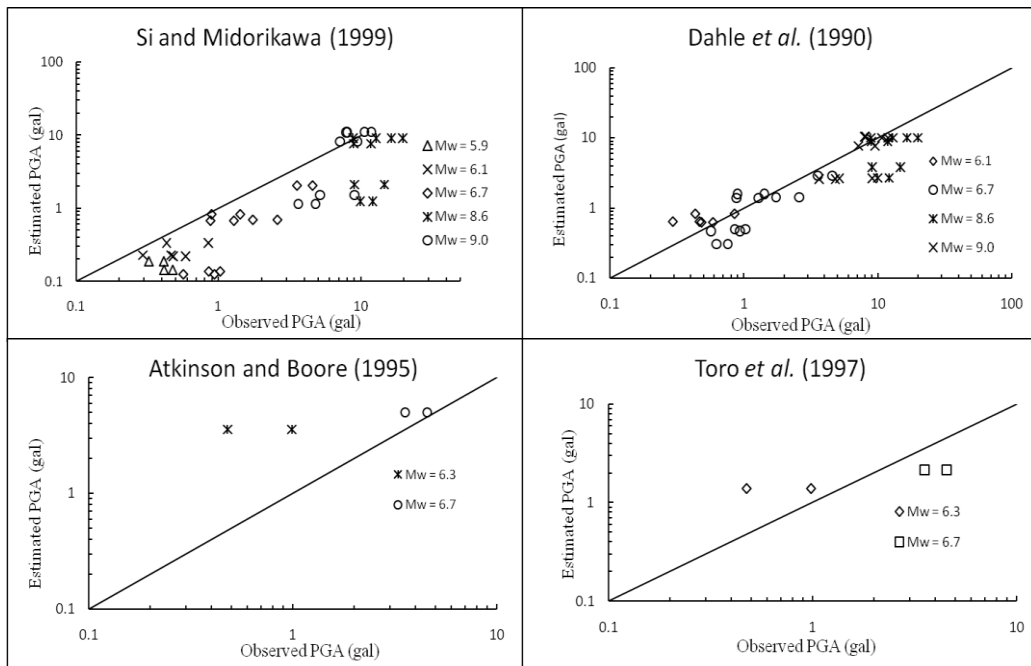 Si and Midorikawa (1999)
Estimated PGA (gal)
100
10
1
0.1
0.1
1
10
Observed PGA (gal)
Mw = 5.9
Mw = 6.1
Mw = 6.7
Mw = 8.6
Mw = 9.0
Dahle et al. (1990)
Estimated PGA (gal)
100
10
1
0.1
0.1
1
10
100
Observed PGA (gal)
Mw = 6.1
Mw = 6.7
Mw = 8.6
Mw = 9.0
Atkinson and Boore (1995)
Estimated PGA (gal)
10
1
0.1
0.1
1
10
Observed PGA (gal)
Mw = 6.3
Mw = 6.7
Toro et al. (1997)
Estimated PGA (gal)
10
1
0.1
0.1
1
10
Observed PGA (gal)
Mw = 6.3
Mw = 6.7